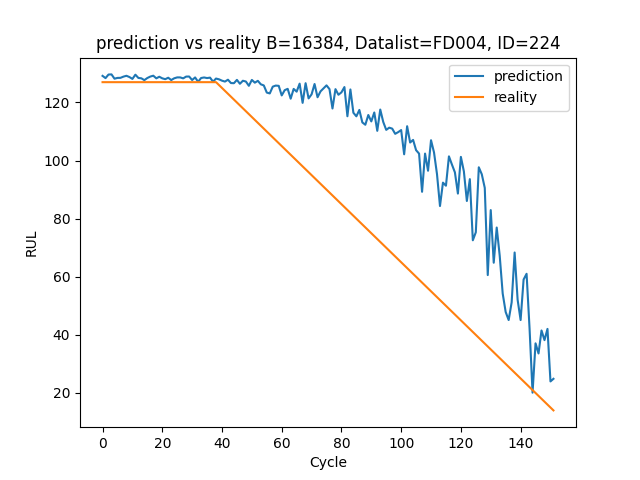 prediction vs reality B=16384, Datalist=FD004, ID=224
prediction
reality
RUL
120
100
80
60
40
20
0 20 40 60 80 100 120 140
Cycle